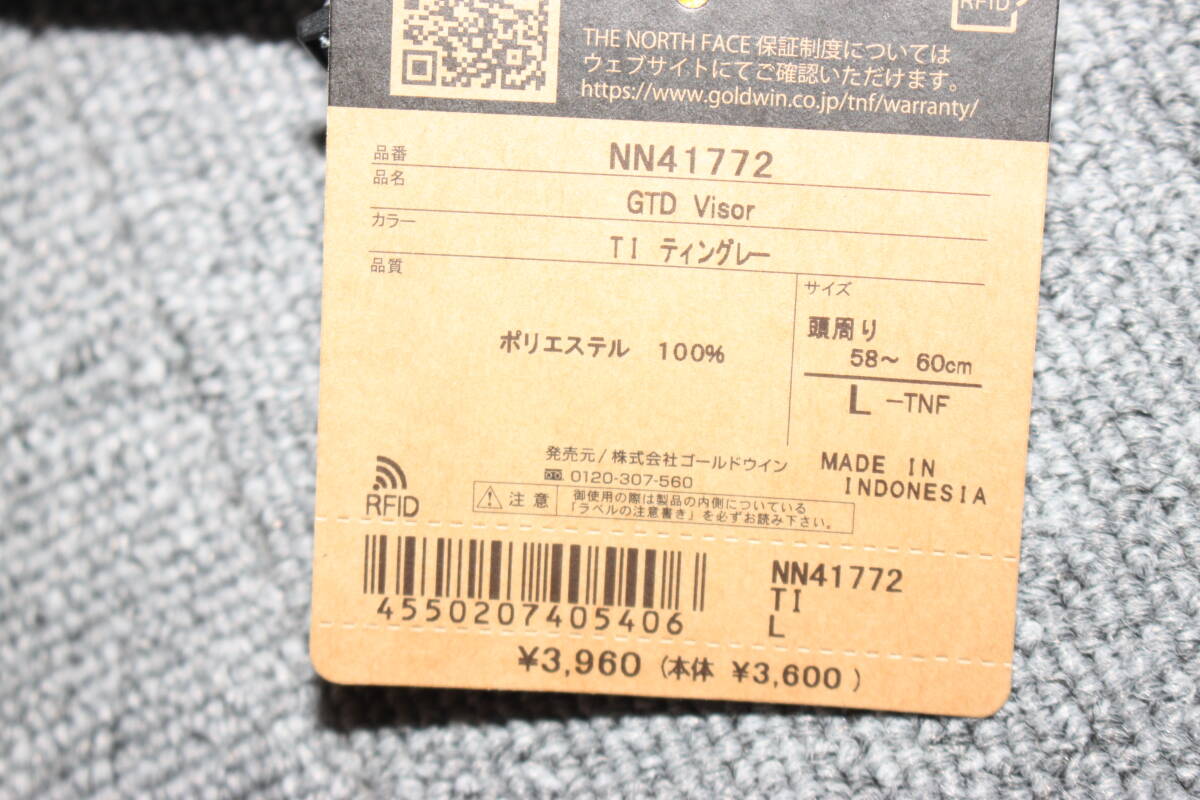 RFID
THE NORTH FACE 保証制度については
ウェブサイトにてご確認いただけます。
https://www.goldwin.co.jp/tnf/warranty/
品番 NN41772
品名 GTD Visor
カラー TI ティングレー
品質
ポリエステル 100%
サイズ
頭周り
58～ 60cm
L -TNF
発売元/株式会社ゴールドウイン
0120-307-560
MADE IN
INDONESIA
RFID
注意
御使用の際は製品の内側についている
「ラベルの注意書き」を必ずお読み下さい。
4550207405406
NN41772
TI
L
¥3,960 (本体 ¥3,600 )